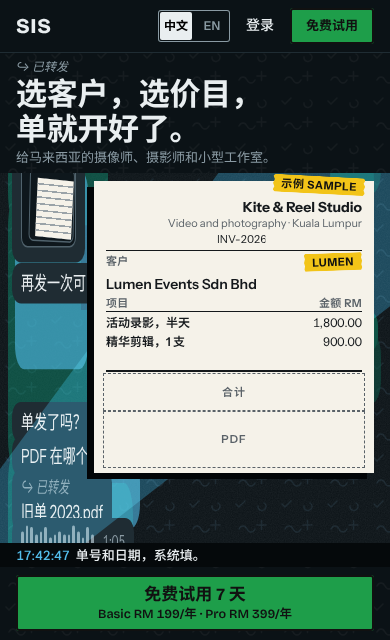 SIS
中文 EN
登录
免费试用
↪ 已转发
选客户，选价目，
单就开好了。
给马来西亚的摄像师、摄影师和小型工作室。
示例 SAMPLE
Kite & Reel Studio
Video and photography · Kuala Lumpur
INV-2026
客户
LUMEN
Lumen Events Sdn Bhd
项目 金额 RM
活动录影，半天 1,800.00
精华剪辑，1 支 900.00
合计
PDF
再发一次可
单发了吗?
PDF 在哪个
↪ 已转发
旧单 2023.pdf
1:05
17:42:47 单号和日期，系统填。
免费试用 7 天
Basic RM 199/年 · Pro RM 399/年